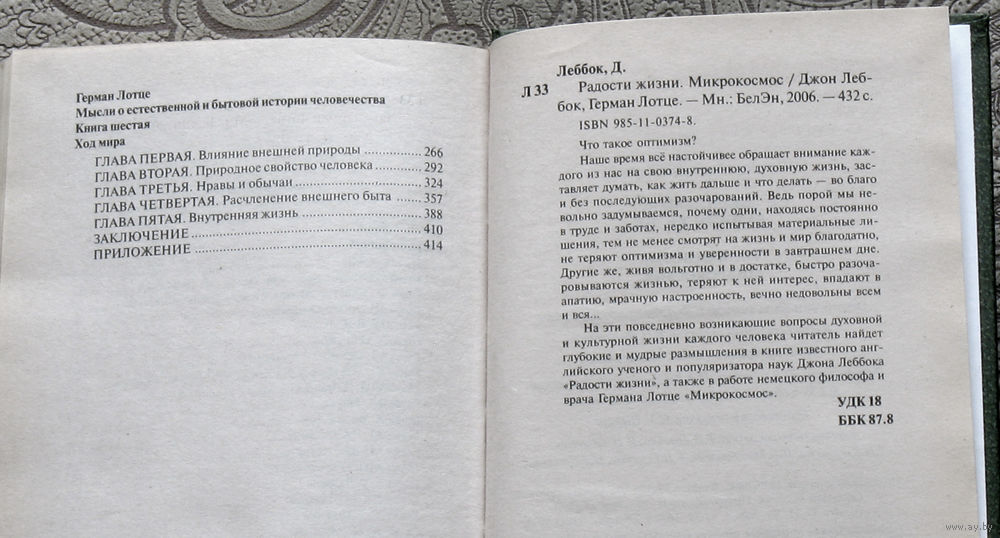 Герман Лотце
Мысли о естественной и бытовой истории человечества
Книга шестая
Ход мира
ГЛАВА ПЕРВАЯ. Влияние внешней природы ........ 266
ГЛАВА ВТОРАЯ. Природное свойство человека ........ 292
ГЛАВА ТРЕТЬЯ. Нравы и обычаи ........ 324
ГЛАВА ЧЕТВЕРТАЯ. Расчленение внешнего быта ........ 357
ГЛАВА ПЯТАЯ. Внутренняя жизнь ........ 388
ЗАКЛЮЧЕНИЕ ........ 410
ПРИЛОЖЕНИЕ ........ 414
Леббок, Д.
Л 33 Радости жизни. Микрокосмос / Джон Леб-
бок, Герман Лотце. — Мн.: БелЭн, 2006. — 432 с.
ISBN 985-11-0374-8.
Что такое оптимизм?
Наше время всё настойчивее обращает внимание каж-
дого из нас на свою внутреннюю, духовную жизнь, зас-
тавляет думать, как жить дальше и что делать — во благо
и без последующих разочарований. Ведь порой мы не-
вольно задумываемся, почему одни, находясь постоянно
в труде и заботах, нередко испытывая материальные ли-
шения, тем не менее смотрят на жизнь и мир благодатно,
не теряют оптимизма и уверенности в завтрашнем дне.
Другие же, живя вольготно и в достатке, быстро разоча-
ровываются жизнью, теряют к ней интерес, впадают в
апатию, мрачную настроенность, вечно недовольны всем
и вся...
На эти повседневно возникающие вопросы духовной
и культурной жизни каждого человека читатель найдет
глубокие и мудрые размышления в книге известного анг-
лийского ученого и популяризатора наук Джона Леббока
«Радости жизни», а также в работе немецкого философа и
врача Германа Лотце «Микрокосмос».
УДК 18
ББК 87.8
www.ay.by